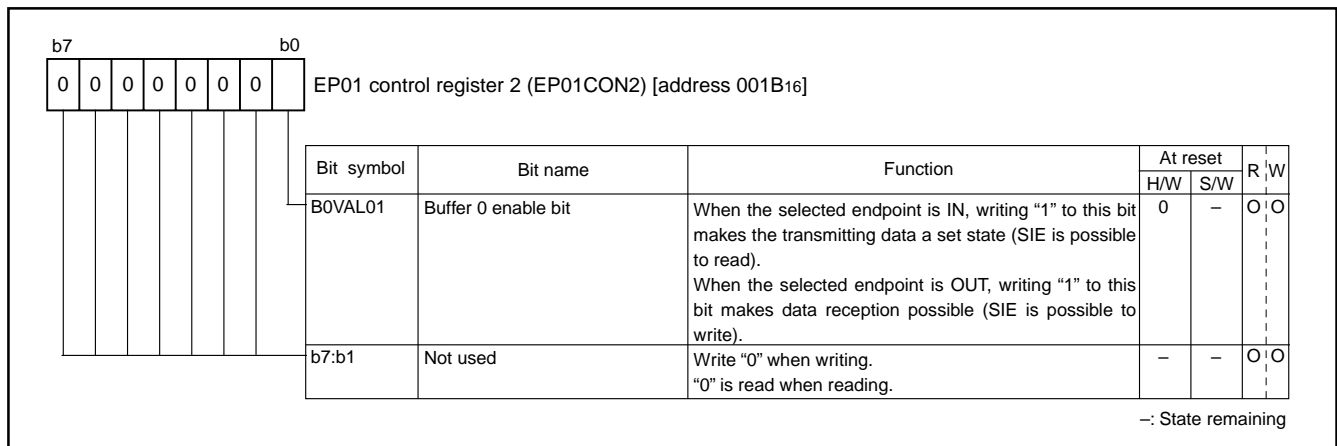 b7 b0
0 0 0 0 0 0 0 EP01 control register 2 (EP01CON2) [address 001B16]
Bit symbol Bit name Function At reset R W
H/W S/W
B0VAL01 Buffer 0 enable bit When the selected endpoint is IN, writing “1” to this bit 0 – O O
makes the transmitting data a set state (SIE is possible
to read).
When the selected endpoint is OUT, writing “1” to this
bit makes data reception possible (SIE is possible to
write).
b7:b1 Not used Write “0” when writing. – – O O
“0” is read when reading.
–: State remaining